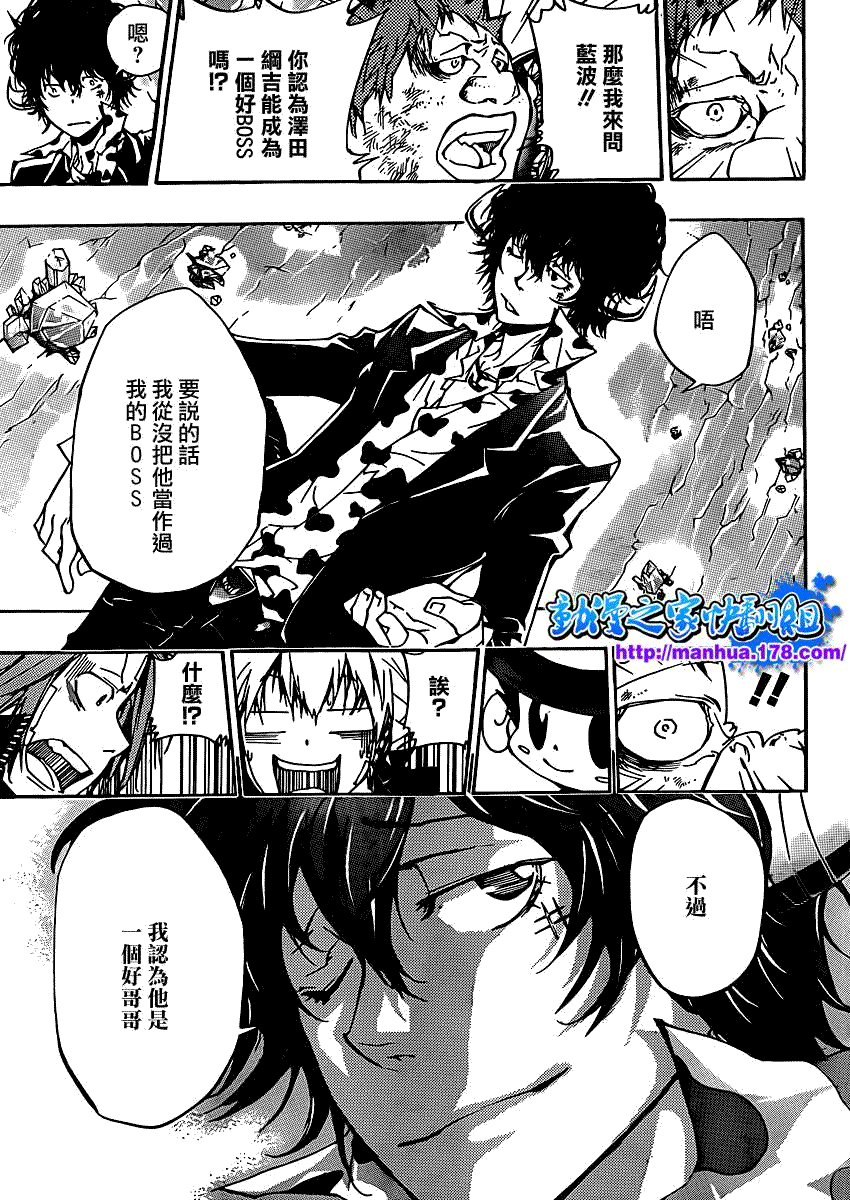 那麼我來問
藍波!!
你認為澤田
綱吉能成為
一個好BOSS
嗎!?
嗯?
唔
要説的話
我從沒把他當作過
我的BOSS
動漫之家快翻組
http://manhua.178.com/
!!
誒?
什麼!?
不過
我認為他是
一個好哥哥